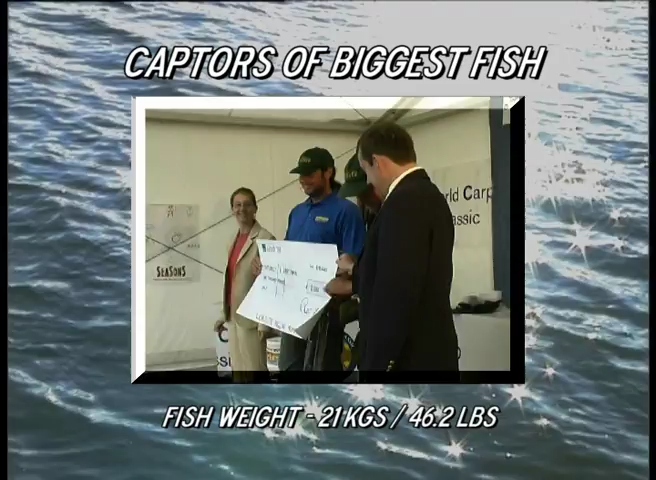 CAPTORS OF BIGGEST FISH
rld Carp
assic
SEASONS
FISH WEIGHT - 21 KGS / 46.2 LBS